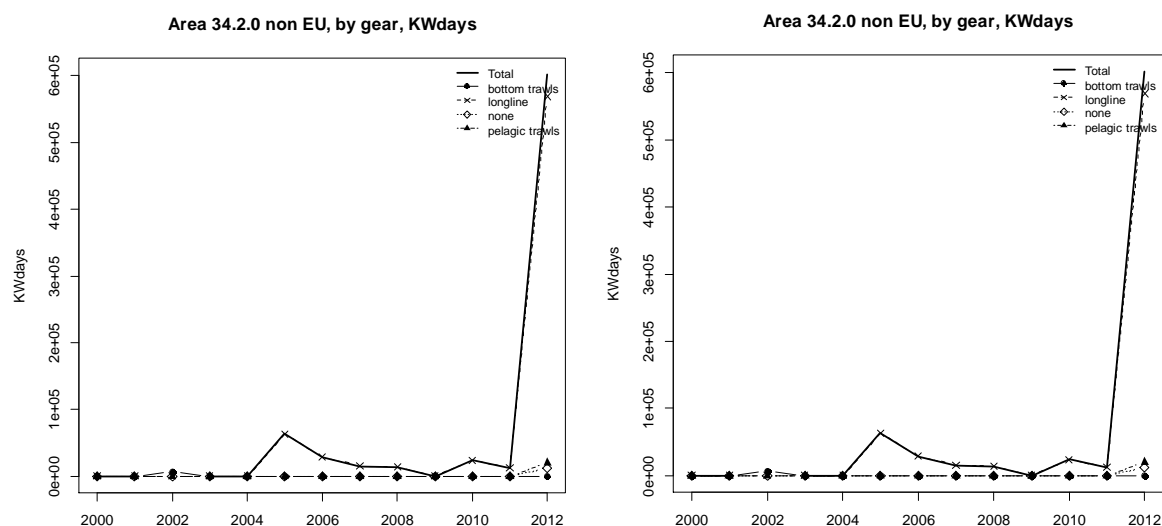 Area 34.2.0 non EU, by gear, KWdays
KWdays
6e+05
5e+05
4e+05
3e+05
2e+05
1e+05
0e+00
Total
bottom trawls
longline
none
pelagic trawls
2000 2002 2004 2006 2008 2010 2012
Area 34.2.0 non EU, by gear, KWdays
KWdays
6e+05
5e+05
4e+05
3e+05
2e+05
1e+05
0e+00
Total
bottom trawls
longline
none
pelagic trawls
2000 2002 2004 2006 2008 2010 2012